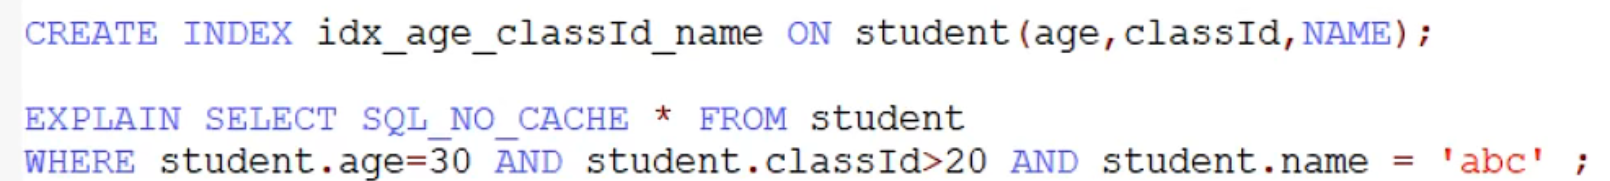 CREATE INDEX idx_age_classId_name ON student(age,classId,NAME);
EXPLAIN SELECT SQL_NO_CACHE * FROM student
WHERE student.age=30 AND student.classId>20 AND student.name = 'abc' ;